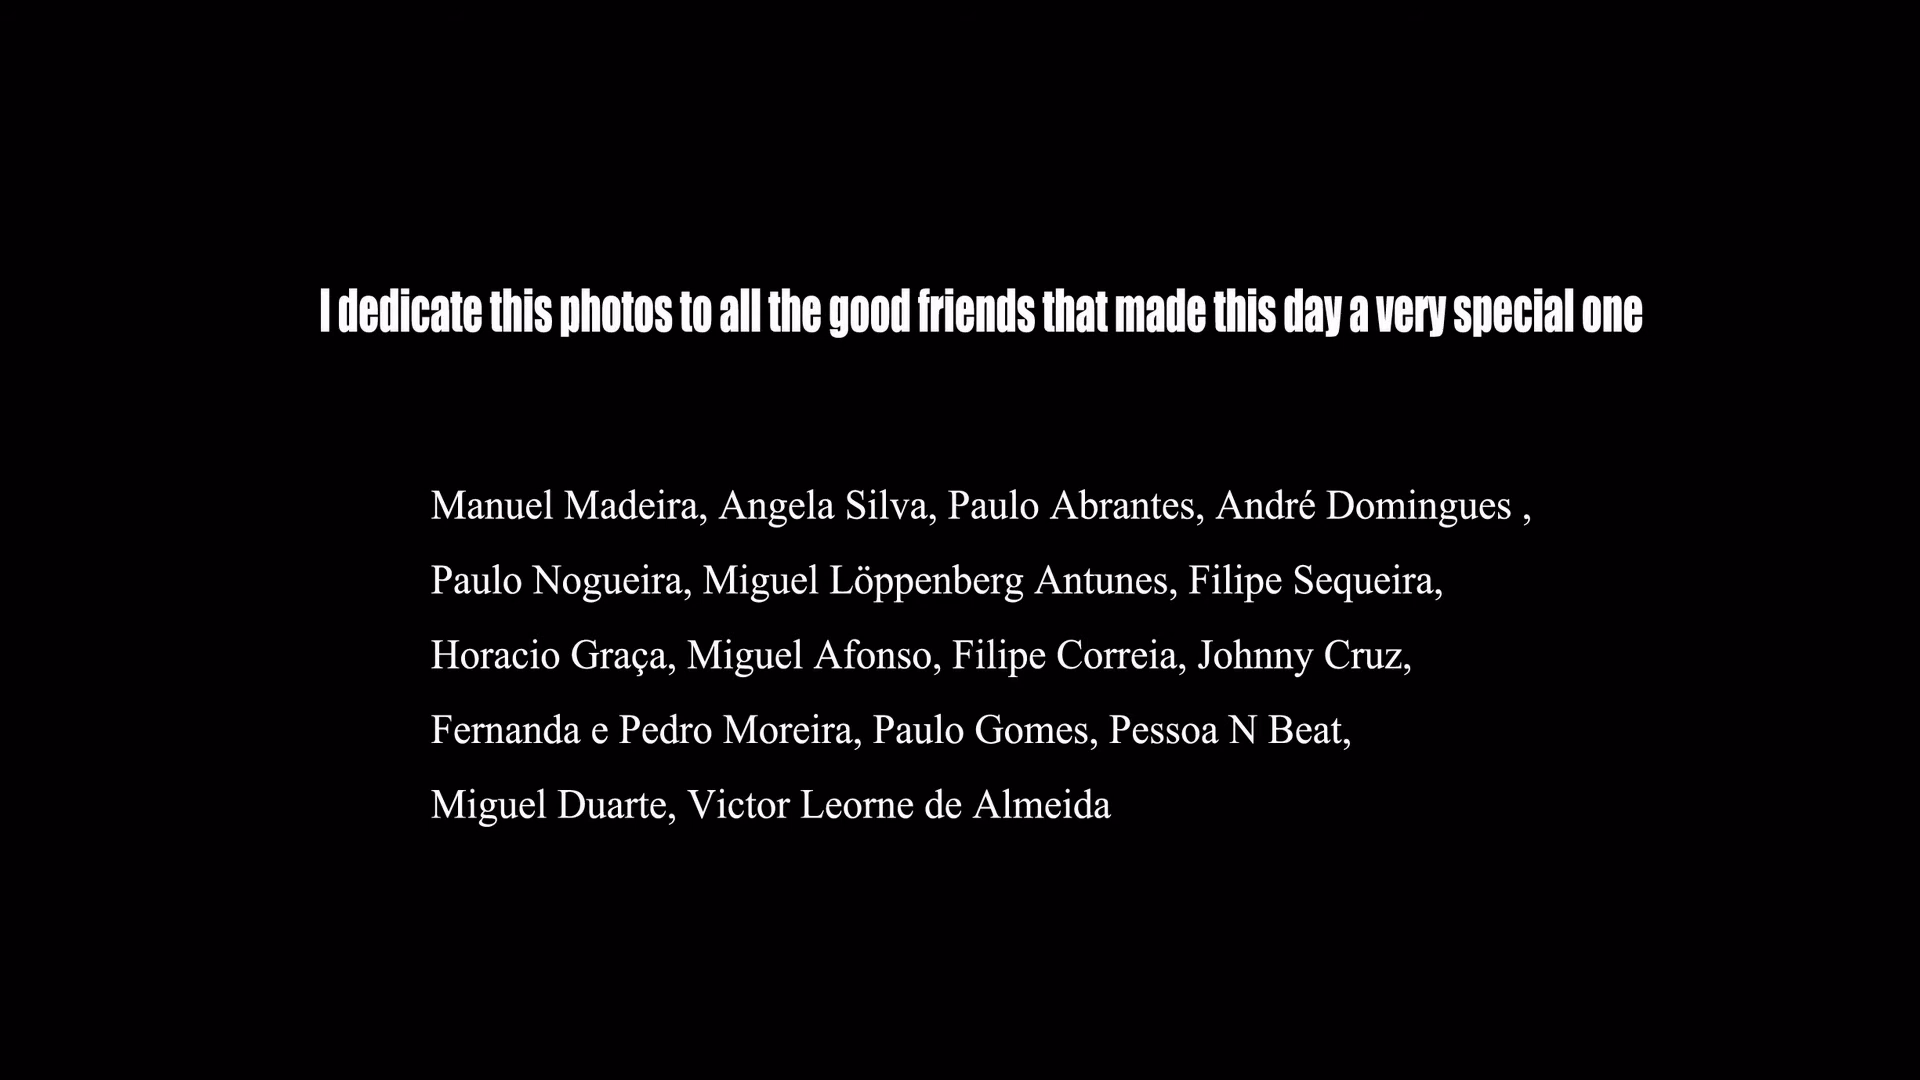 I dedicate this photos to all the good friends that made this day a very special one
Manuel Madeira, Angela Silva, Paulo Abrantes, André Domingues ,
Paulo Nogueira, Miguel Löppenberg Antunes, Filipe Sequeira,
Horacio Graça, Miguel Afonso, Filipe Correia, Johnny Cruz,
Fernanda e Pedro Moreira, Paulo Gomes, Pessoa N Beat,
Miguel Duarte, Victor Leorne de Almeida